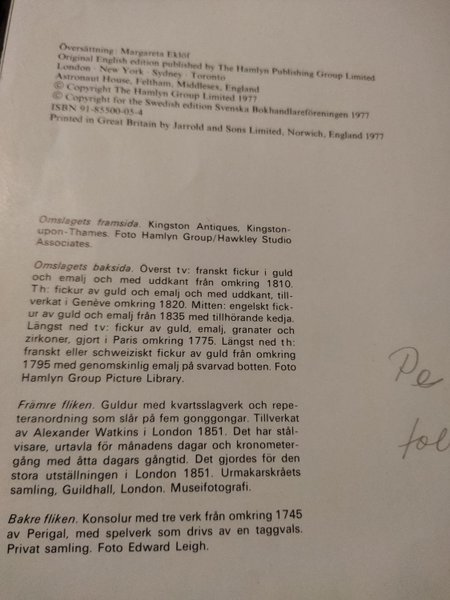 Översättning: Margareta Eklöf
Original English edition published by The Hamlyn Publishing Group Limited
London · New York · Sydney · Toronto
Astronaut House, Feltham, Middlesex, England
© Copyright The Hamlyn Group Limited 1977
© Copyright for the Swedish edition Svenska Bokhandlareföreningen 1977
ISBN 91-85500-05-4
Printed in Great Britain by Jarrold and Sons Limited, Norwich, England 1977
Omslagets framsida. Kingston Antiques, Kingston-
upon-Thames. Foto Hamlyn Group/Hawkley Studio
Associates.
Omslagets baksida. Överst tv: franskt fickur i guld
och emalj och med uddkant från omkring 1810.
Th: fickur av guld och emalj och med uddkant, till-
verkat i Genève omkring 1820. Mitten: engelskt fick-
ur av guld och emalj från 1835 med tillhörande kedja.
Längst ned tv: fickur av guld, emalj, granater och
zirkoner, gjort i Paris omkring 1775. Längst ned th:
franskt eller schweiziskt fickur av guld från omkring
1795 med genomskinlig emalj på svarvad botten. Foto
Hamlyn Group Picture Library.
Främre fliken. Guldur med kvartsslagverk och repe-
teranordning som slår på fem gonggongar. Tillverkat
av Alexander Watkins i London 1851. Det har stål-
visare, urtavla för månadens dagar och kronometer-
gång med åtta dagars gångtid. Det gjordes för den
stora utställningen i London 1851. Urmakarskråets
samling, Guildhall, London. Museifotografi.
Bakre fliken. Konsolur med tre verk från omkring 1745
av Perigal, med spelverk som drivs av en taggvals.
Privat samling. Foto Edward Leigh.
Pe